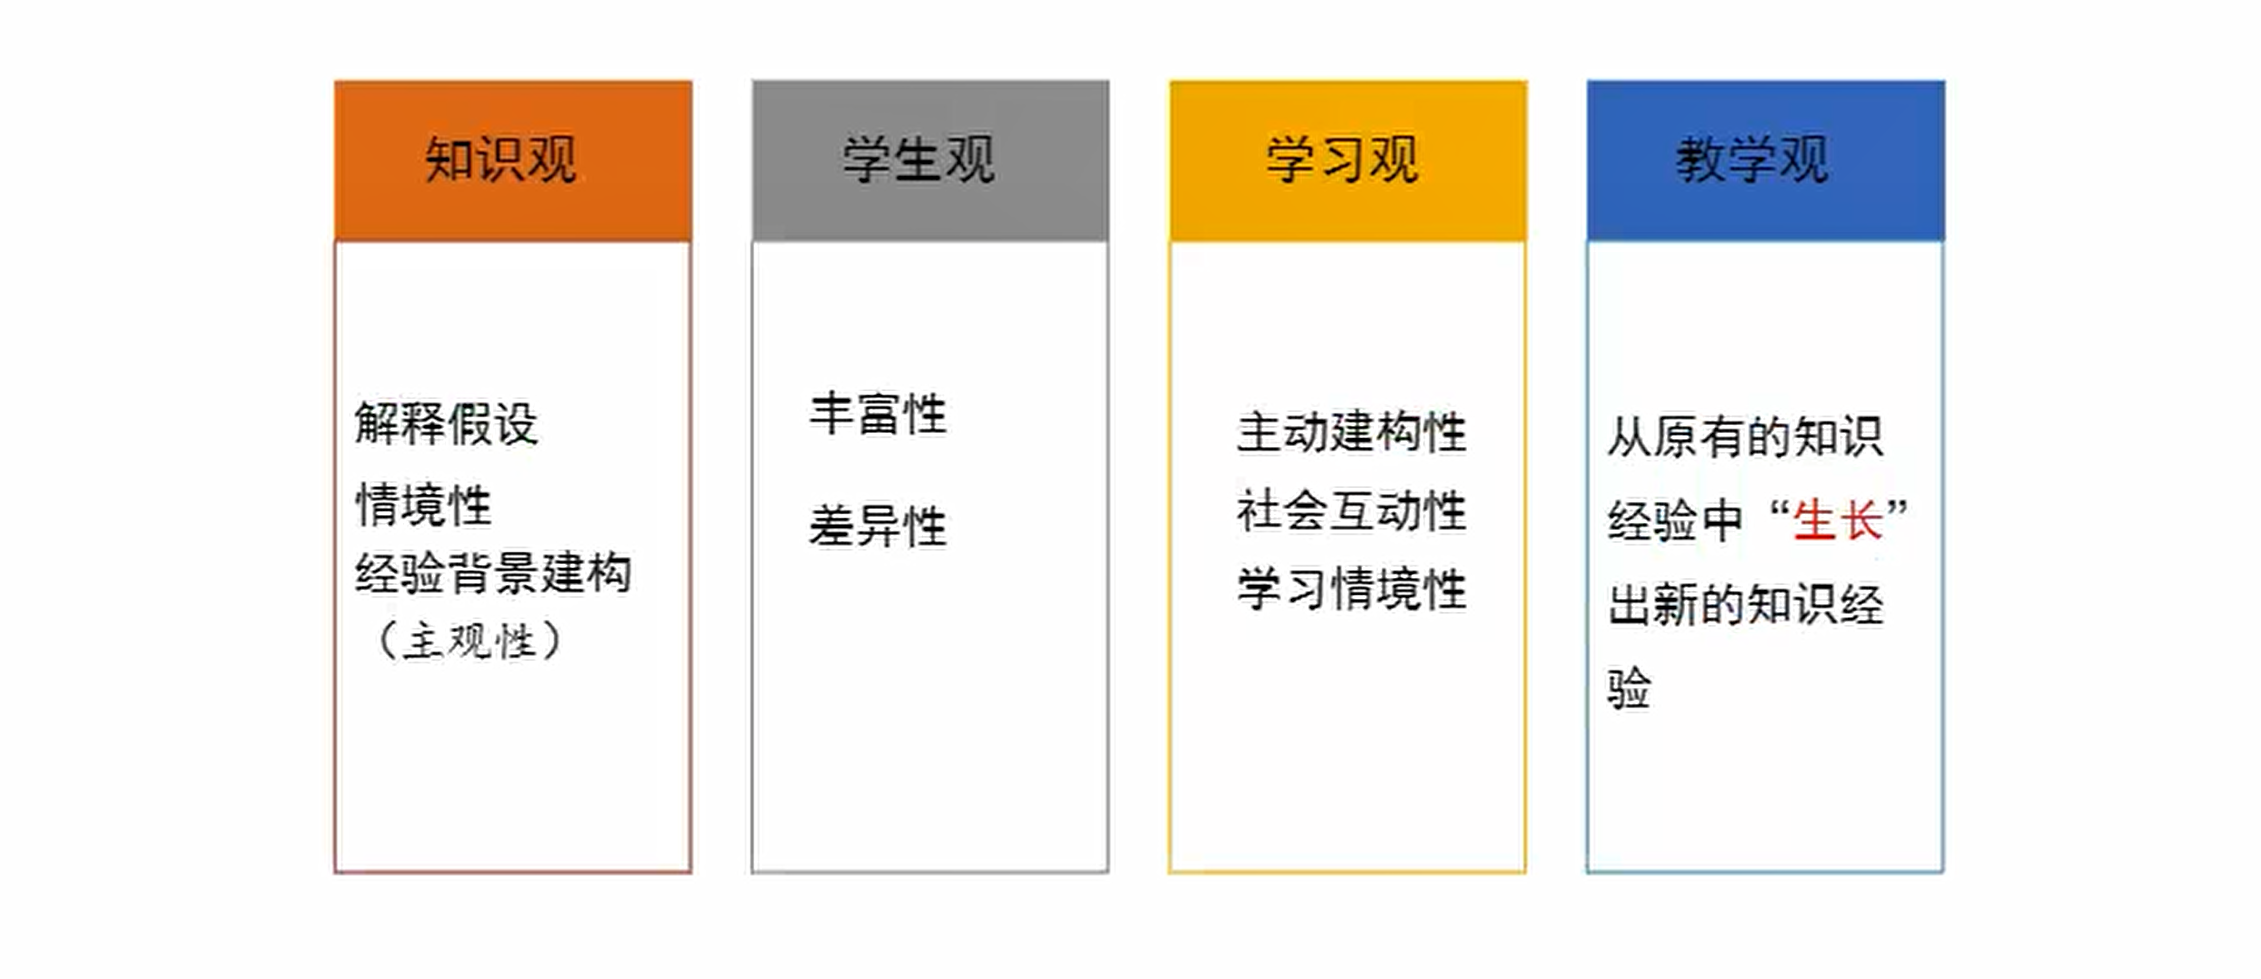 知识观
解释假设
情境性
经验背景建构
（主观性）
学生观
丰富性
差异性
学习观
主动建构性
社会互动性
学习情境性
教学观
从原有的知识
经验中“生长”
出新的知识经
验